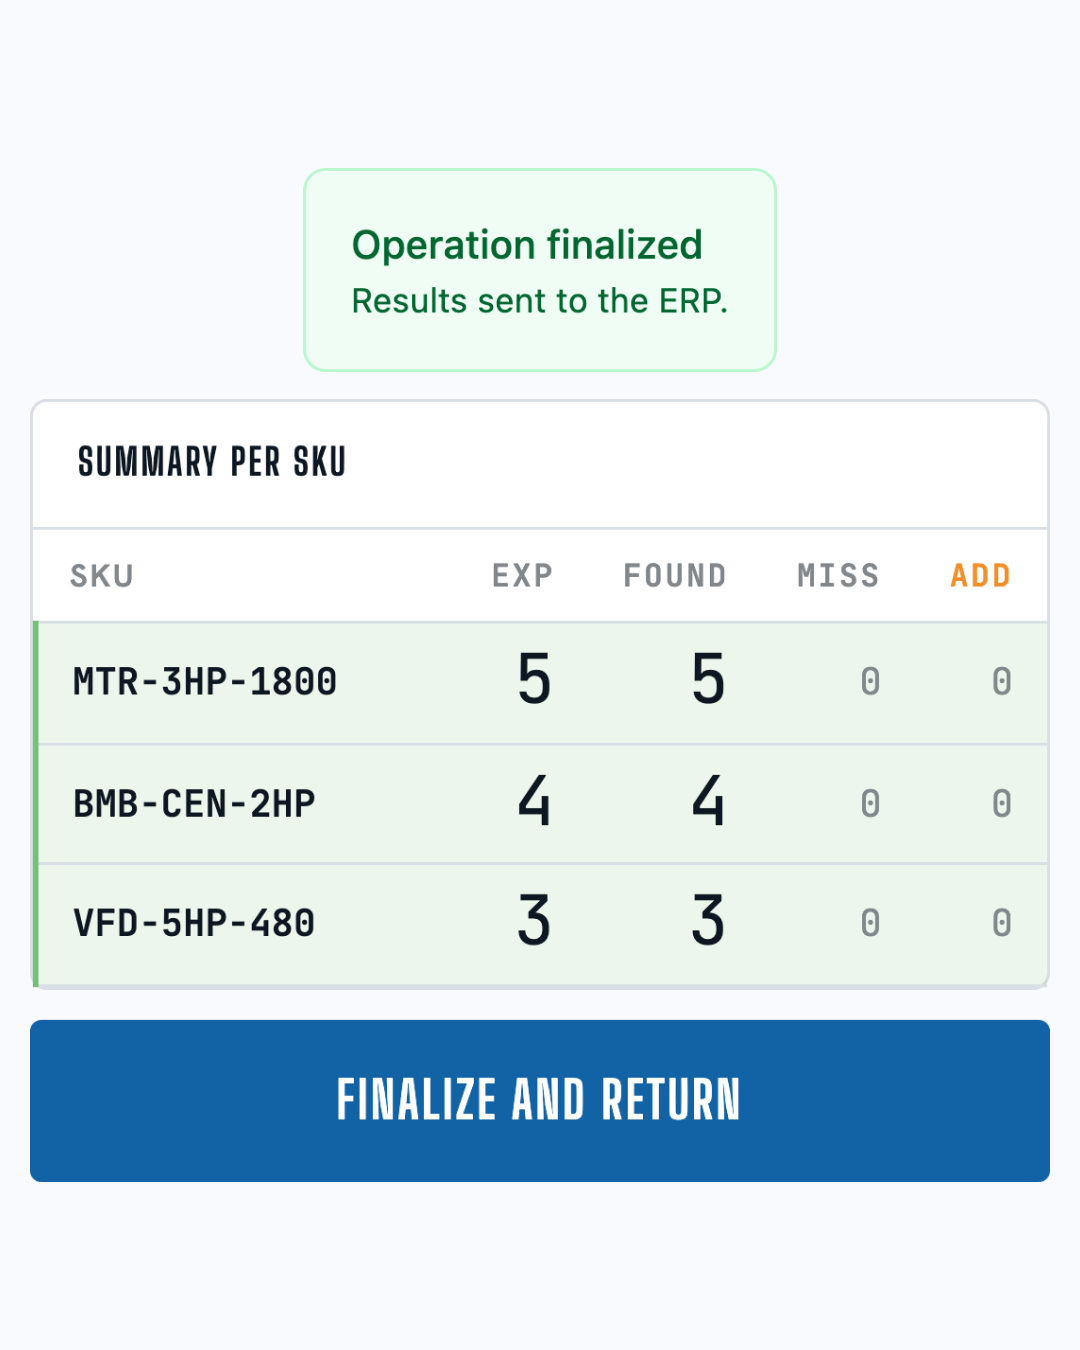 Operation finalized
Results sent to the ERP.
SUMMARY PER SKU
SKU EXP FOUND MISS ADD
MTR-3HP-1800 5 5 0 0
BMB-CEN-2HP 4 4 0 0
VFD-5HP-480 3 3 0 0
FINALIZE AND RETURN